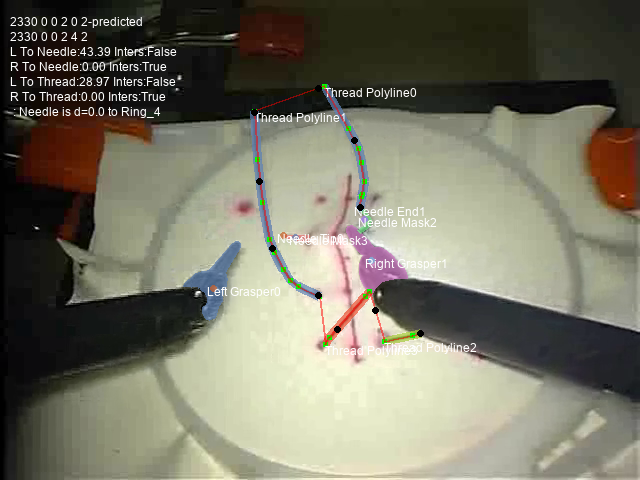 2330 0 0 2 0 2-predicted
2330 0 0 2 4 2
L To Needle:43.39 Inters:False
R To Needle:0.00 Inters:True
L To Thread:28.97 Inters:False
R To Thread:0.00 Inters:True
: Needle is d=0.0 to Ring_4
Thread Polyline0
Thread Polyline1
Needle End1
Needle Mask2
Needle Mask3
Right Grasper1
Left Grasper0
Thread Polyline2